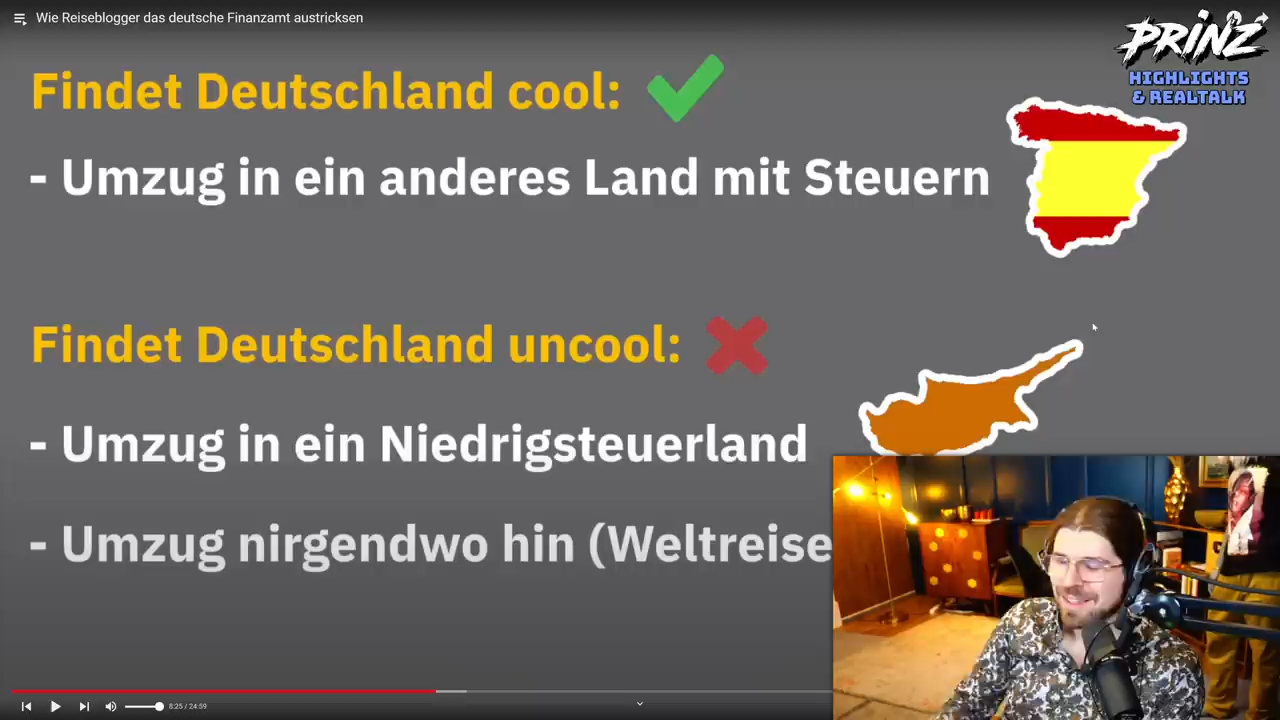 Wie Reiseblogger das deutsche Finanzamt austricksen
PRINZ
HIGHLIGHTS
& REALTALK
Findet Deutschland cool:
- Umzug in ein anderes Land mit Steuern
Findet Deutschland uncool:
- Umzug in ein Niedrigsteuerland
- Umzug nirgendwo hin (Weltreise
8:25 / 24:59